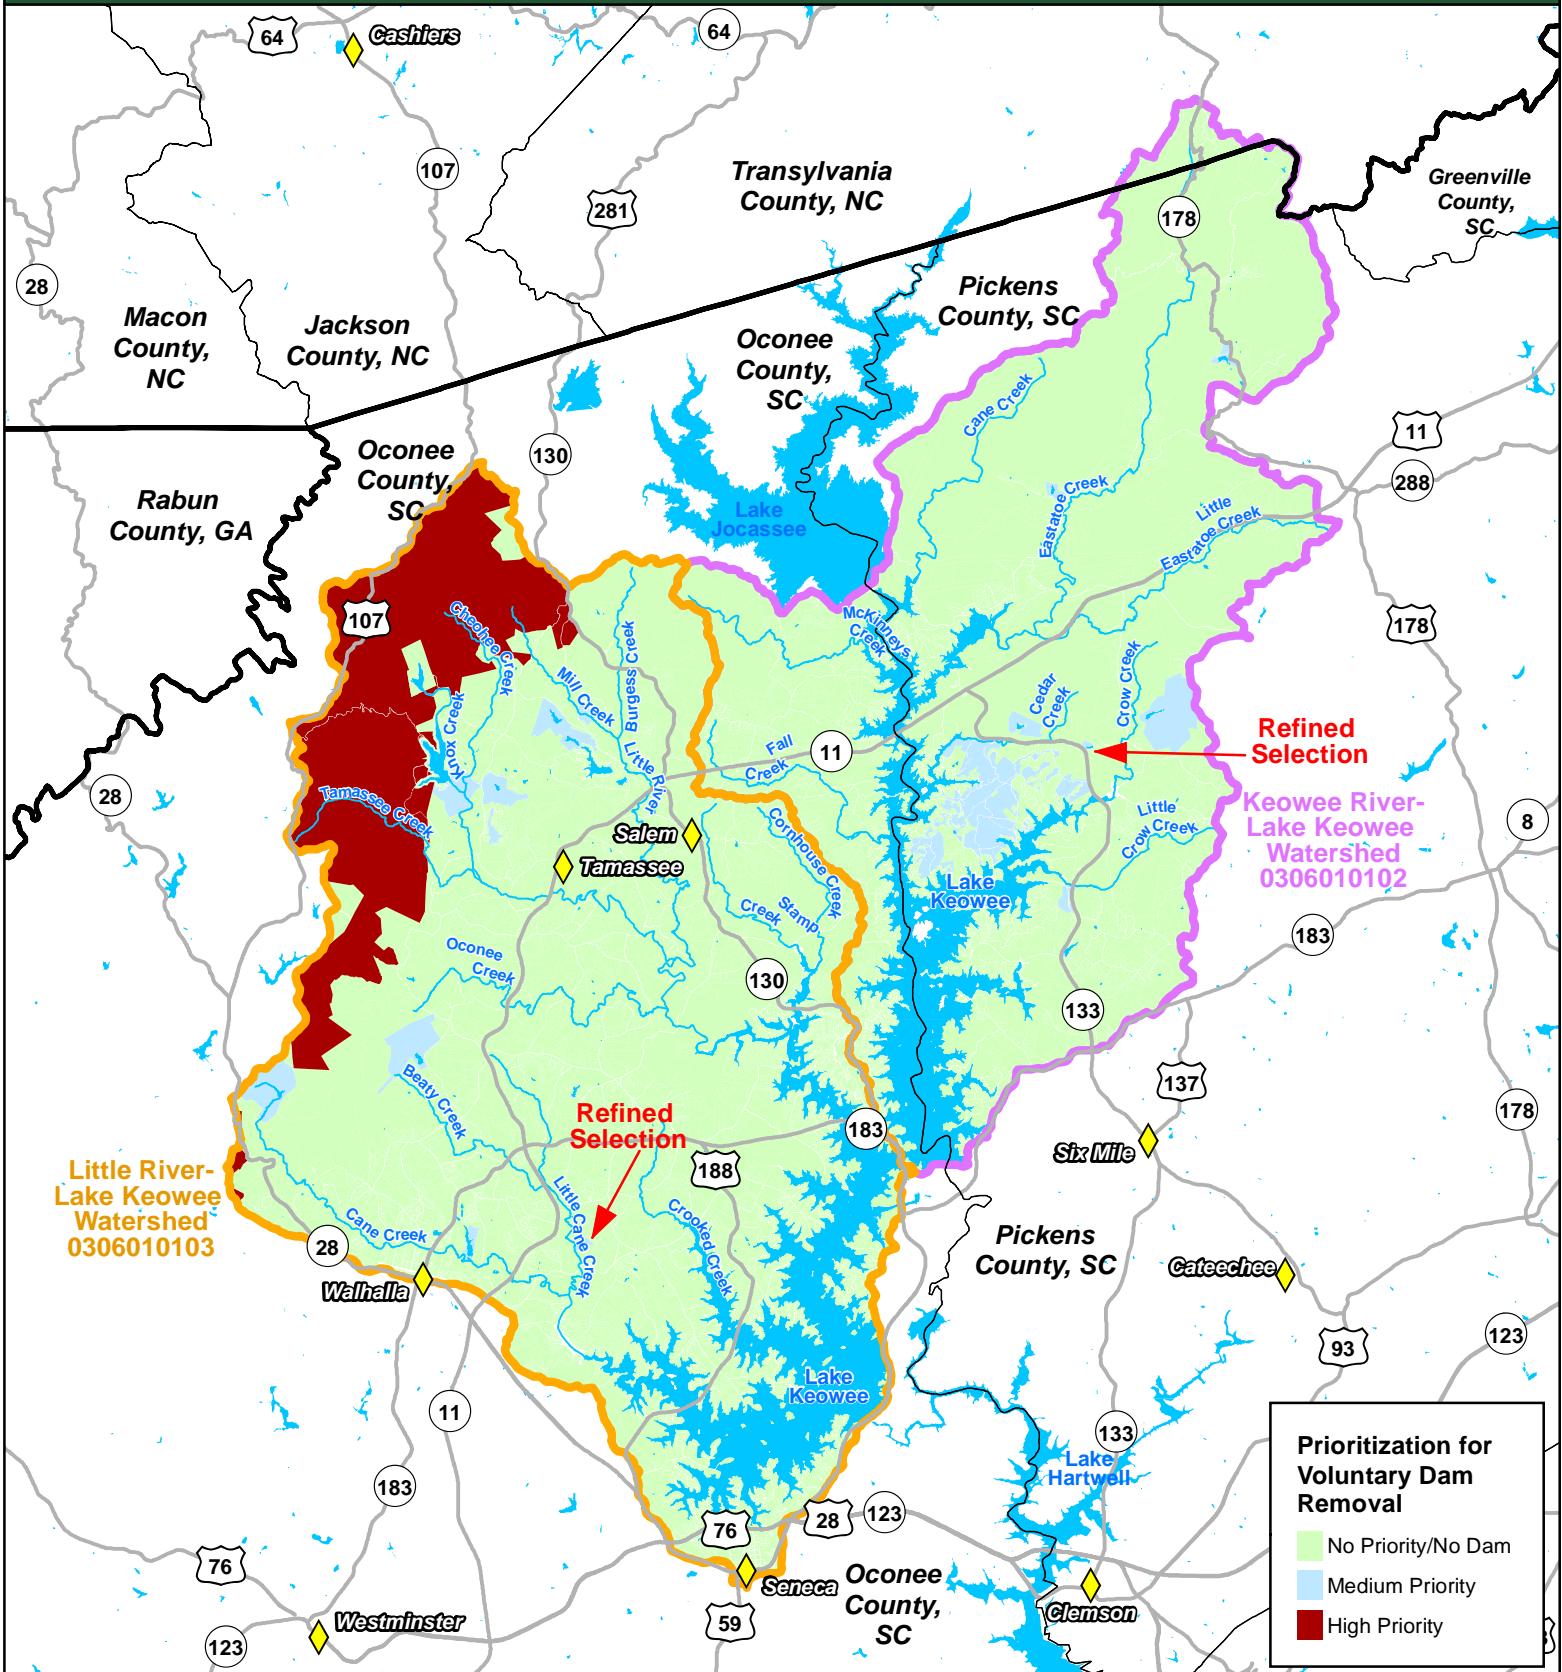 64
Cashiers
64
107
281
Transylvania
County, NC
Greenville
County,
SC
178
28
Macon
County,
NC
Jackson
County, NC
Pickens
County, SC
Oconee
County,
SC
Cane Creek
11
Oconee
County,
SC
130
288
Rabun
County, GA
Lake
Jocassee
Eastatoe Creek
Little
Eastatoe Creek
107
Cheohee Creek
Mill Creek
Burgess Creek
McKinneys
Creek
178
Knox Creek
Little River
Cedar
Creek
Crow Creek
Refined
Selection
Fall
Creek
11
28
Tamassee Creek
Keowee River-
Lake Keowee
Watershed
0306010102
Little
Crow Creek
8
Salem
Tamassee
Cornhouse Creek
Lake
Keowee
Stamp
Creek
183
Oconee
Creek
130
133
137
Beaty Creek
178
Refined
Selection
183
Six Mile
188
Little River-
Lake Keowee
Watershed
0306010103
Little Cane Creek
Crooked Creek
Cane Creek
28
Pickens
County, SC
Cateechee
Walhalla
123
93
Lake
Keowee
11
133
Lake
Hartwell
183
Prioritization for
Voluntary Dam
Removal
No Priority/No Dam
Medium Priority
High Priority
76
28
123
76
Seneca
Oconee
County,
SC
Clemson
59
Westminster
123